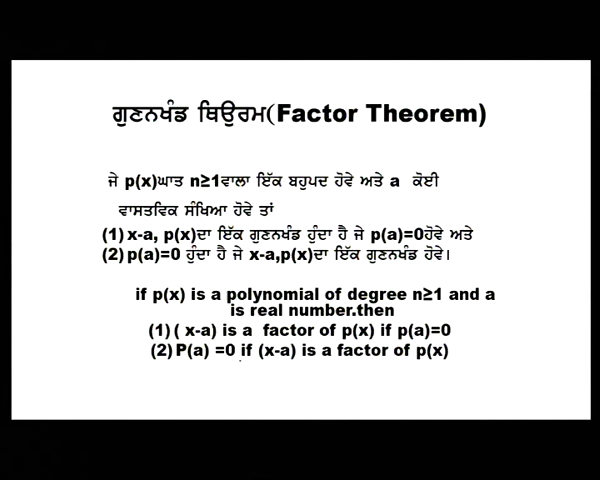 ਗੁਣਨਖੰਡ ਥਿਉਰਮ(Factor Theorem)
ਜੇ p(x)ਘਾਤ n≥1ਵਾਲਾ ਇੱਕ ਬਹੁਪਦ ਹੋਵੇ ਅਤੇ a ਕੋਈ
ਵਾਸਤਵਿਕ ਸੰਖਿਆ ਹੋਵੇ ਤਾਂ
(1) x-a, p(x)ਦਾ ਇੱਕ ਗੁਣਨਖੰਡ ਹੁੰਦਾ ਹੈ ਜੇ p(a)=0ਹੋਵੇ ਅਤੇ
(2) p(a)=0 ਹੁੰਦਾ ਹੈ ਜੇ x-a,p(x)ਦਾ ਇੱਕ ਗੁਣਨਖੰਡ ਹੋਵੇ।
if p(x) is a polynomial of degree n≥1 and a
is real number.then
(1) ( x-a) is a factor of p(x) if p(a)=0
(2) P(a) =0 if (x-a) is a factor of p(x)